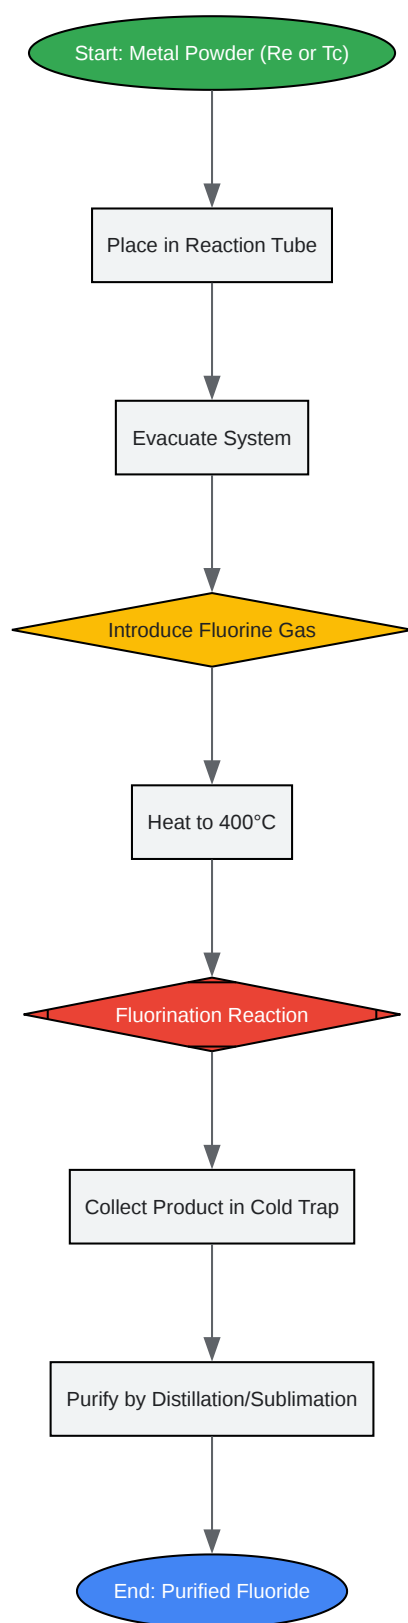 Start: Metal Powder (Re or Tc)
Place in Reaction Tube
Evacuate System
Introduce Fluorine Gas
Heat to 400°C
Fluorination Reaction
Collect Product in Cold Trap
Purify by Distillation/Sublimation
End: Purified Fluoride